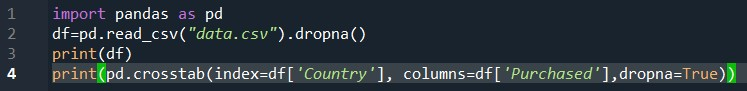 1 import pandas as pd
2 df=pd.read_csv("data.csv").dropna()
3 print(df)
4 print(pd.crosstab(index=df['Country'], columns=df['Purchased'],dropna=True))